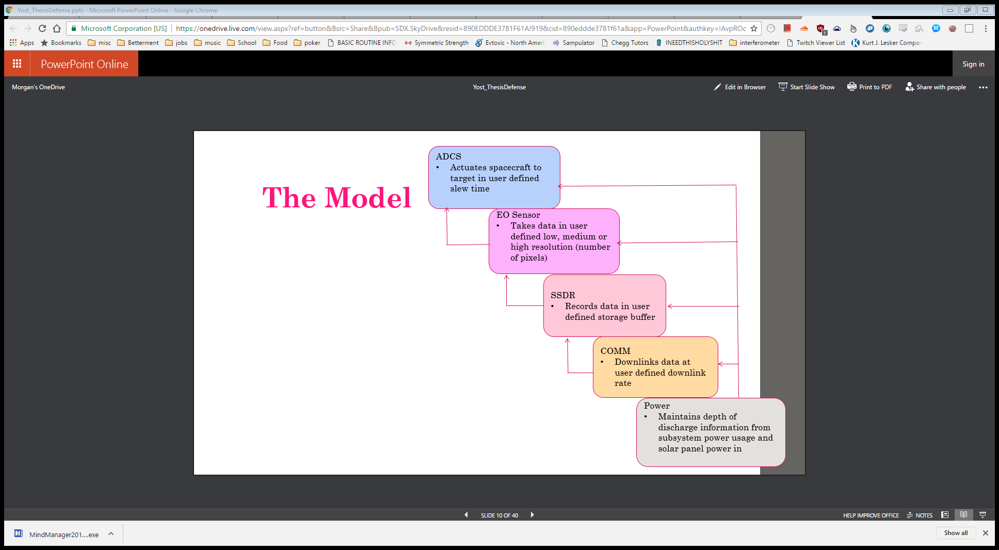 Yost_ThesisDefense.pptx - Microsoft PowerPoint Online - Google Chrome
Microsoft Corporation [US] https://onedrive.live.com/view.aspx?ref=button&Bsrc=Share&Bpub=SDX.SkyDrive&resid=890EDDDE3781F61A!919&cid=890eddde3781f61a&app=PowerPoint&authkey=!AvpROc
Apps Bookmarks misc Betterment jobs music School Food poker BASIC ROUTINE INFO Symmetric Strength Evtoxic - North Ameri Sampulator Chegg Tutors INEEDTHISHOLYSHIT interferometer Twitch Viewer List Kurt J. Lesker Compan
PowerPoint Online
Sign in
Morgan's OneDrive
Yost_ThesisDefense
Edit in Browser Start Slide Show Print to PDF Share with people
The Model
ADCS
• Actuates spacecraft to
target in user defined
slew time
EO Sensor
• Takes data in user
defined low, medium or
high resolution (number
of pixels)
SSDR
• Records data in user
defined storage buffer
COMM
• Downlinks data at
user defined downlink
rate
Power
• Maintains depth of
discharge information from
subsystem power usage and
solar panel power in
SLIDE 10 OF 40
HELP IMPROVE OFFICE NOTES
MindManager201....exe
Show all